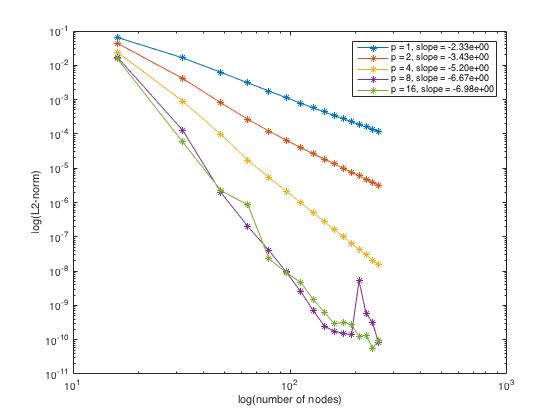 10^-1
10^-2
10^-3
10^-4
10^-5
10^-6
10^-7
10^-8
10^-9
10^-10
10^-11
log(L2-norm)
p = 1, slope = -2.33e+00
p = 2, slope = -3.43e+00
p = 4, slope = -5.20e+00
p = 8, slope = -6.67e+00
p = 16, slope = -6.98e+00
10^1 10^2 10^3
log(number of nodes)